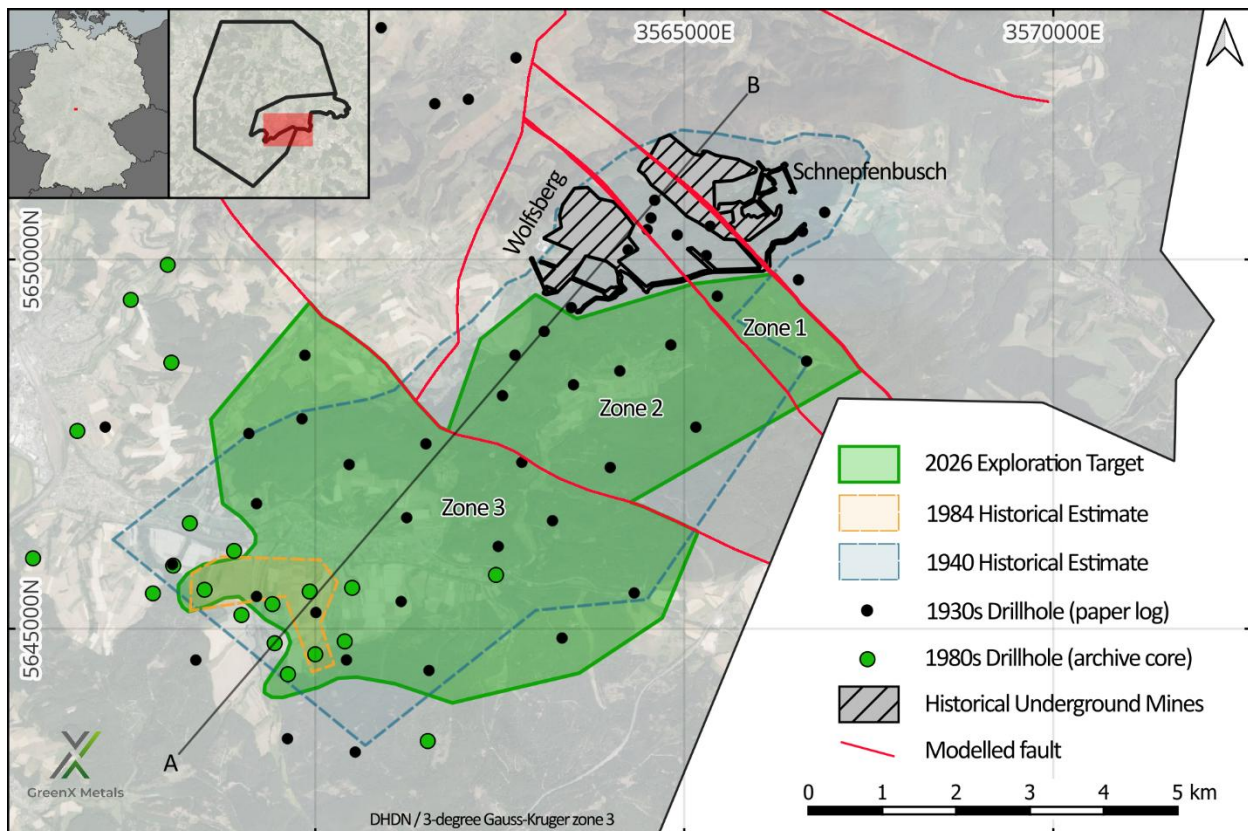 3565000E
3570000E
B
Schnepfenbusch
Wolfsberg
5650000N
Zone 1
Zone 2
Zone 3
5645000N
A
2026 Exploration Target
1984 Historical Estimate
1940 Historical Estimate
1930s Drillhole (paper log)
1980s Drillhole (archive core)
Historical Underground Mines
Modelled fault
0 1 2 3 4 5 km
GreenX Metals
DHDN / 3-degree Gauss-Kruger zone 3